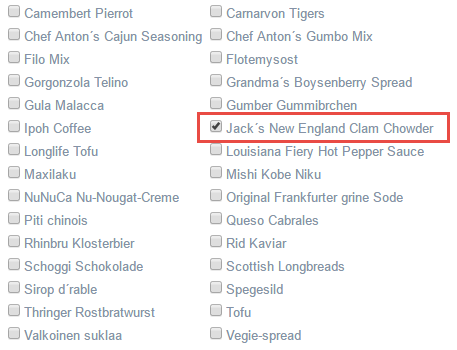 Camembert Pierrot
Carnarvon Tigers
Chef Anton´s Cajun Seasoning
Chef Anton´s Gumbo Mix
Filo Mix
Flotemysost
Gorgonzola Telino
Grandma´s Boysenberry Spread
Gula Malacca
Gumber Gummibrchen
Ipoh Coffee
Jack´s New England Clam Chowder
Longlife Tofu
Louisiana Fiery Hot Pepper Sauce
Maxilaku
Mishi Kobe Niku
NuNuCa Nu-Nougat-Creme
Original Frankfurter grine Sode
Piti chinois
Queso Cabrales
Rhinbru Klosterbier
Rid Kaviar
Schoggi Schokolade
Scottish Longbreads
Sirop d´rable
Spegesild
Thringer Rostbratwurst
Tofu
Valkoinen suklaa
Vegie-spread